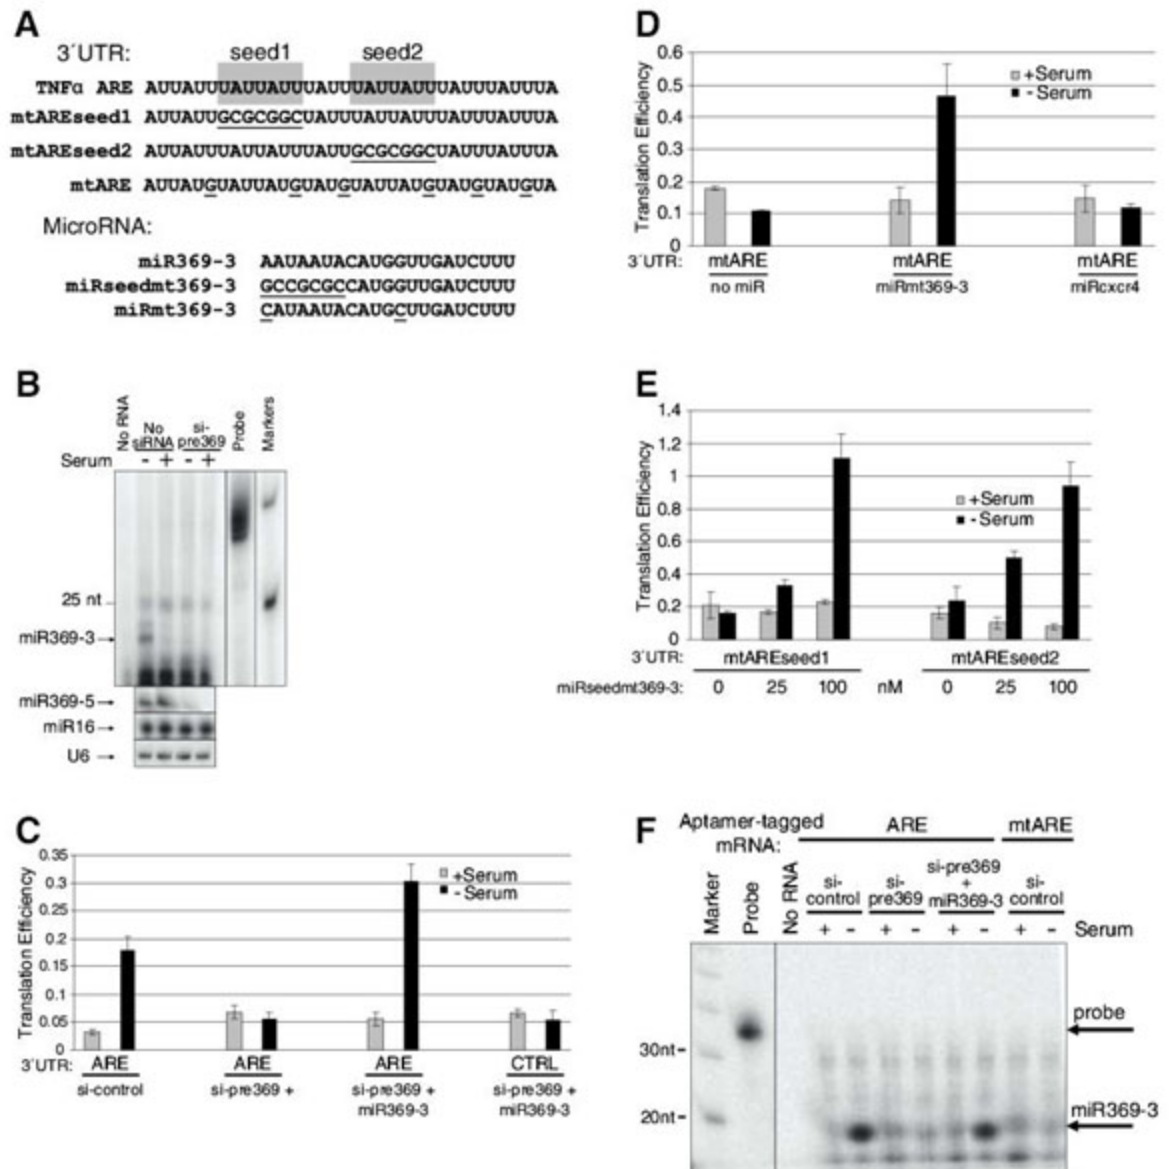 A
3´UTR: seed1 seed2
TNFα ARE AUUAUUUAUUAUUUAUUUAUUAUUUAUUUAUUUA
mtAREseed1 AUUAUUGCGCGGCUAUUUAUUAUUUAUUUAUUUA
mtAREseed2 AUUAUUUAUUAUUUAUUGCGCGGCUAUUUAUUUA
mtARE AUUAUGUAUUAUGUAUGUAUUAUGUAUGUAUGUA
MicroRNA:
miR369-3 AAUAAUACAUGGUUGAUCUUU
miRseedmt369-3 GCCGCGCCAUGGUUGAUCUUU
miRmt369-3 CAUAAUACAUGCUUGAUCUUU
B
No RNA
No siRNA
si-pre369
Probe
Markers
Serum - + - +
25 nt
miR369-3
miR369-5
miR16
U6
C
Translation Efficiency
0.35
0.3
0.25
0.2
0.15
0.1
0.05
0
+Serum
- Serum
3´UTR: ARE ARE ARE CTRL
si-control si-pre369 + si-pre369 + si-pre369 +
miR369-3 miR369-3
D
Translation Efficiency
0.6
0.5
0.4
0.3
0.2
0.1
0
+Serum
- Serum
3´UTR: mtARE mtARE mtARE
no miR miRmt369-3 miRcxcr4
E
Translation Efficiency
1.4
1.2
1
0.8
0.6
0.4
0.2
0
+Serum
- Serum
3´UTR: mtAREseed1 mtAREseed2
miRseedmt369-3: 0 25 100 nM 0 25 100
F
Aptamer-tagged ARE mtARE
mRNA:
Marker
Probe
No RNA
si-control
si-pre369
si-pre369 + miR369-3
si-control
+ - + - + - + - Serum
probe
30nt-
20nt-
miR369-3